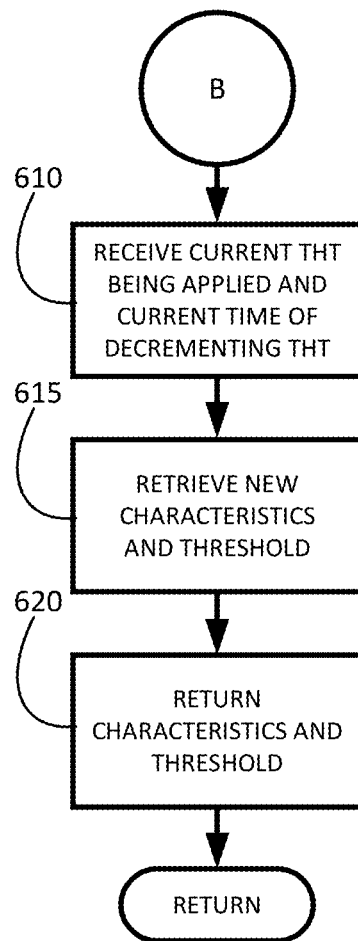 B
610
RECEIVE CURRENT THT
BEING APPLIED AND
CURRENT TIME OF
DECREMENTING THT
615
RETRIEVE NEW
CHARACTERISTICS
AND THRESHOLD
620
RETURN
CHARACTERISTICS AND
THRESHOLD
RETURN